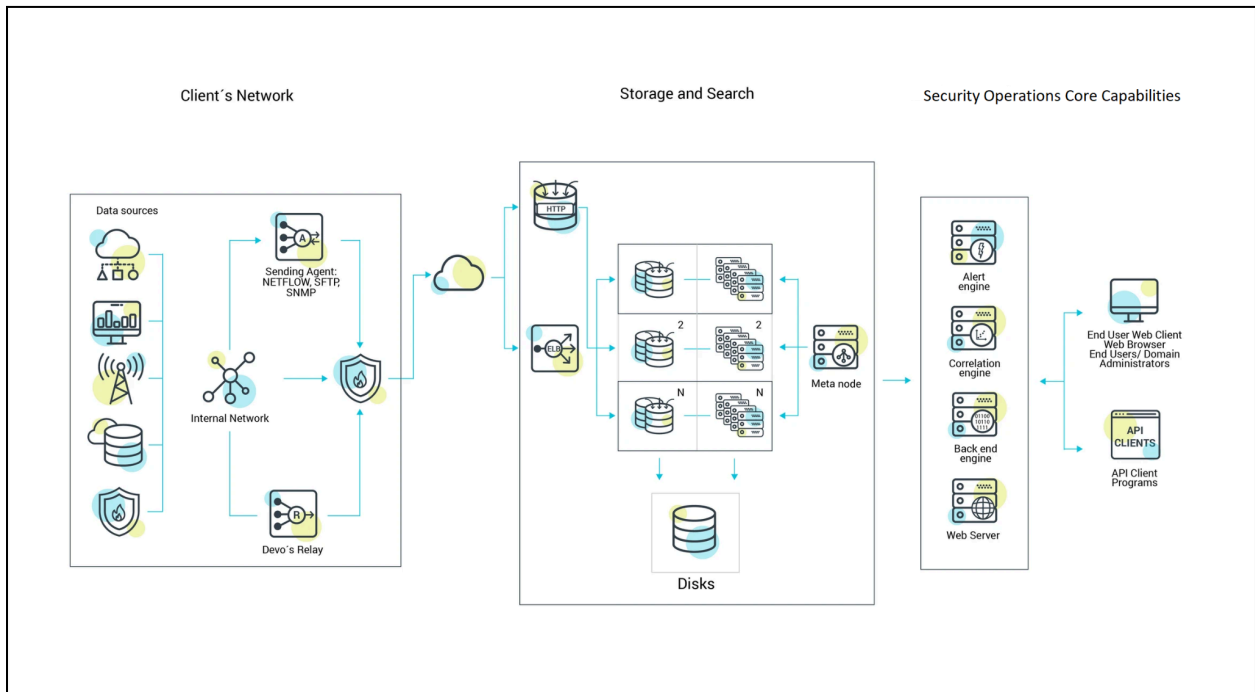 Client´s Network
Storage and Search
Security Operations Core Capabilities
Data sources
A
Sending Agent:
NETFLOW, SFTP,
SNMP
Internal Network
R
Devo´s Relay
HTTP
ELB
2
2
N
N
Meta node
Disks
Alert
engine
Correlation
engine
01100
10110
1111
Back end
engine
Web Server
End User Web Client
Web Browser
End Users/ Domain
Administrators
API
CLIENTS
API Client
Programs